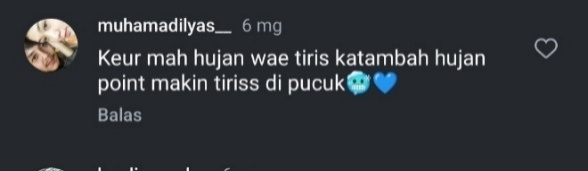 muhamadilyas__ 6 mg
Keur mah hujan wae tiris katambah hujan
point makin tiriss di pucuk🥶💙
Balas